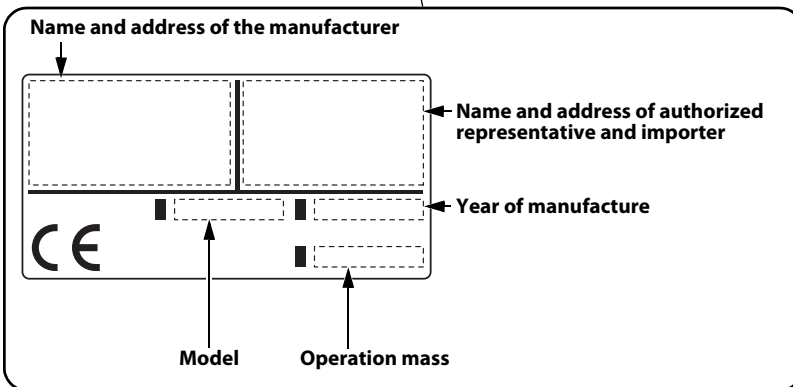 Name and address of the manufacturer
Name and address of authorized
representative and importer
Year of manufacture
CE
Model
Operation mass